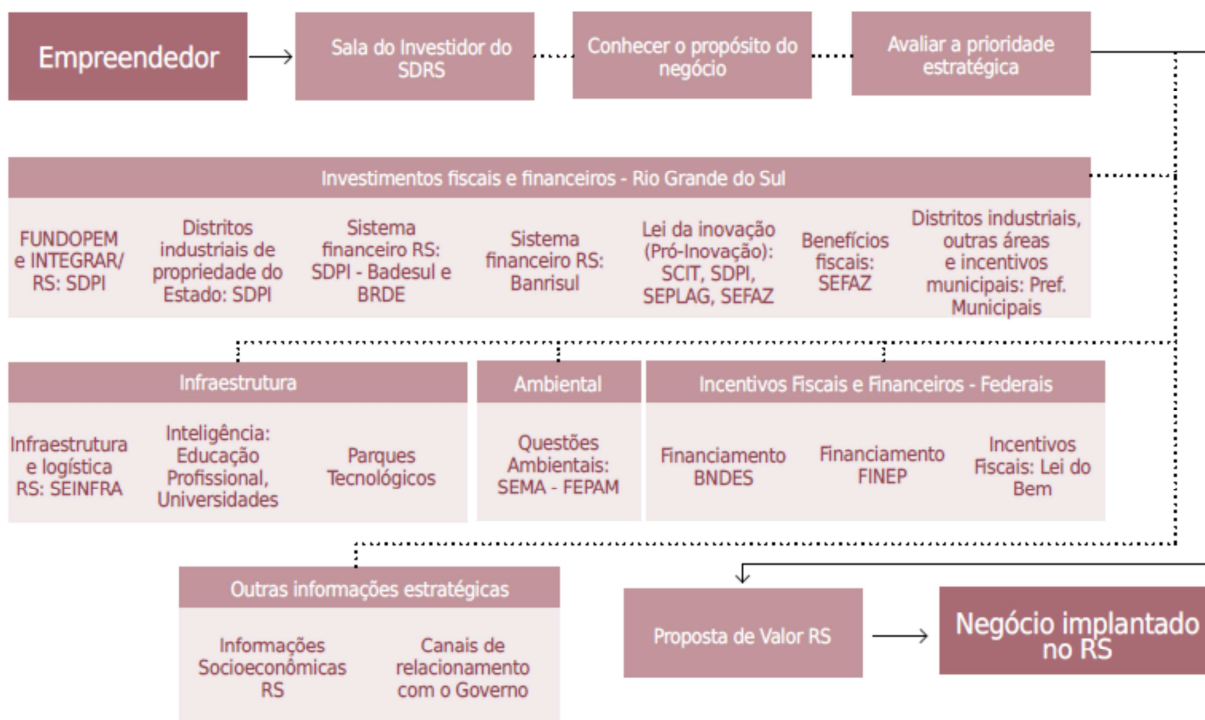 Empreendedor
Sala do Investidor do
SDRS
Conhecer o propósito do
negócio
Avaliar a prioridade
estratégica
Investimentos fiscais e financeiros - Rio Grande do Sul
FUNDOPEM
e INTEGRAR/
RS: SDPI
Distritos
industriais de
propriedade do
Estado: SDPI
Sistema
financeiro RS:
SDPI - Badesul e
BRDE
Sistema
financeiro RS:
Banrisul
Lei da inovação
(Pró-Inovação):
SCIT, SDPI,
SEPLAG, SEFAZ
Benefícios
fiscais:
SEFAZ
Distritos industriais,
outras áreas
e incentivos
municipais: Pref.
Municipais
Infraestrutura
Infraestrutura
e logística
RS: SEINFRA
Inteligência:
Educação
Profissional,
Universidades
Parques
Tecnológicos
Ambiental
Questões
Ambientais:
SEMA - FEPAM
Incentivos Fiscais e Financeiros - Federais
Financiamento
BNDES
Financiamento
FINEP
Incentivos
Fiscais: Lei do
Bem
Outras informações estratégicas
Informações
Socioeconômicas
RS
Canais de
relacionamento
com o Governo
Proposta de Valor RS
Negócio implantado
no RS